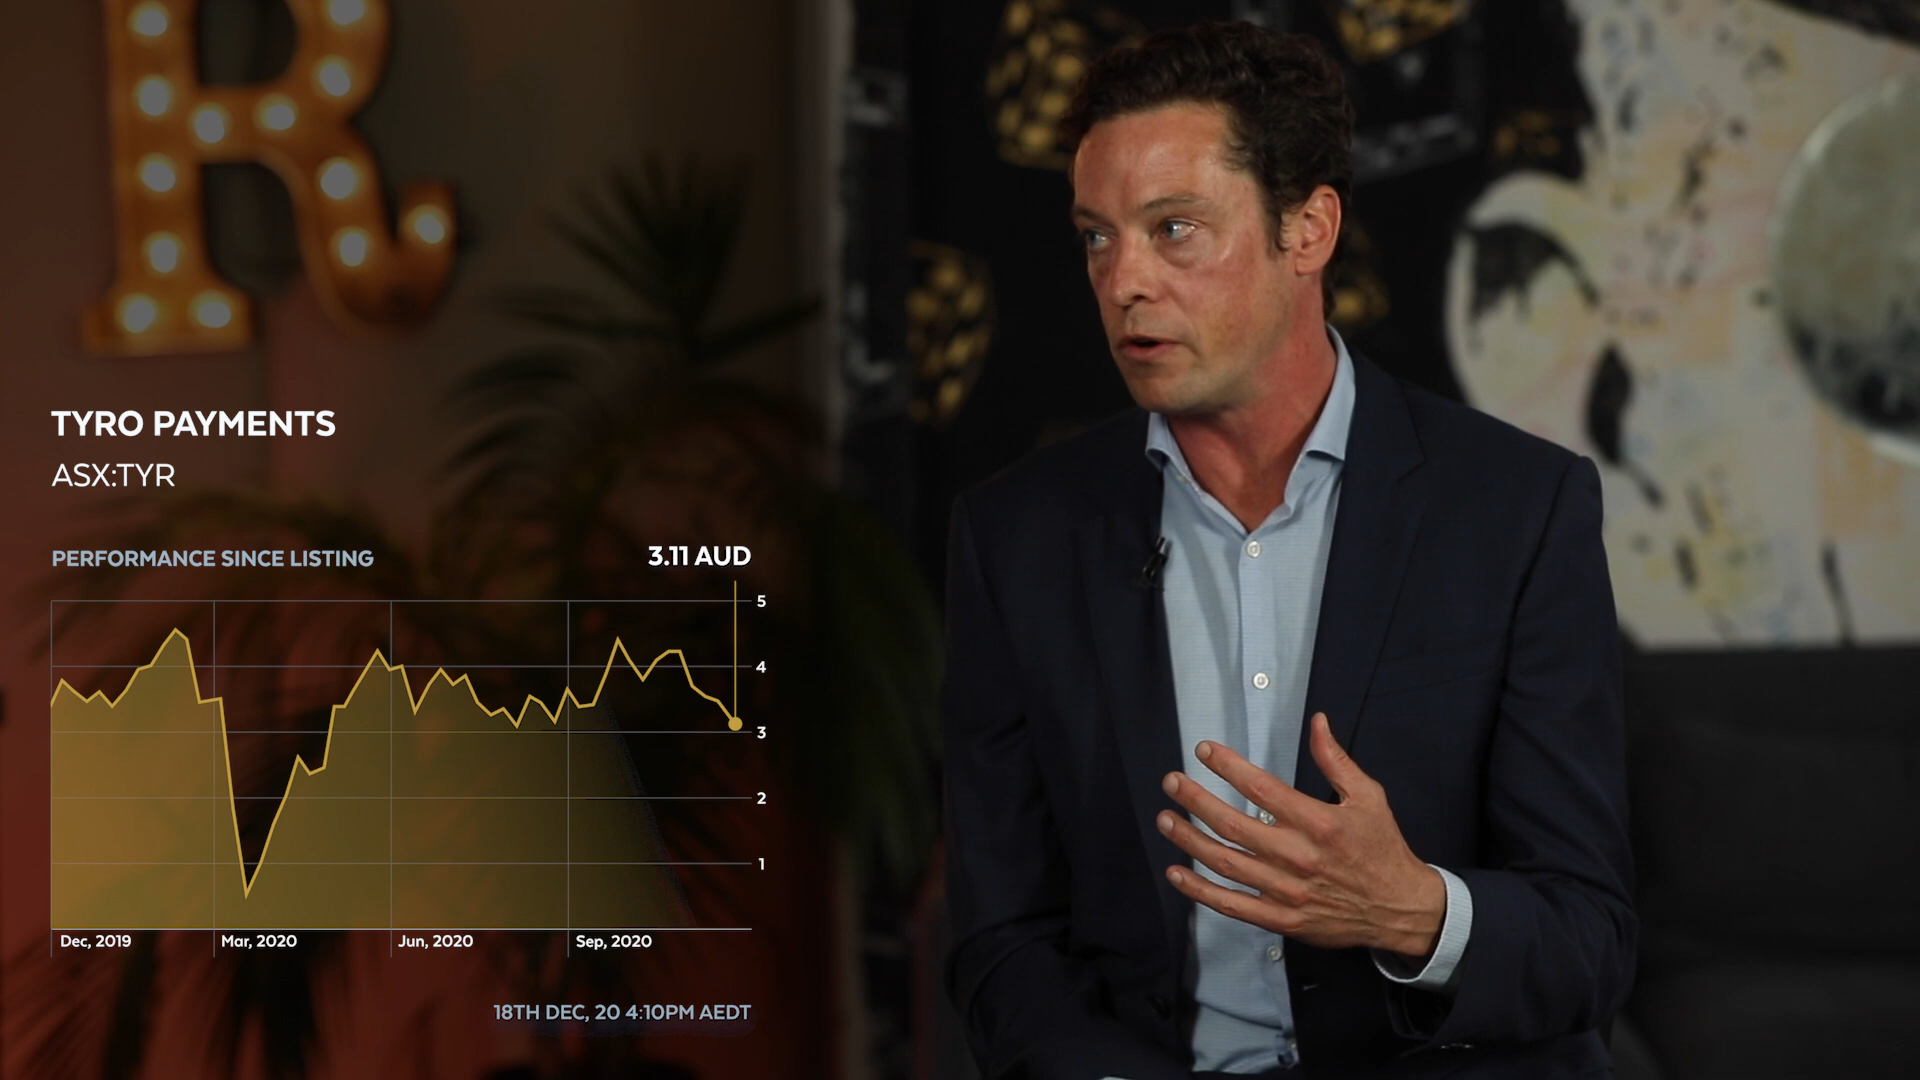 R
TYRO PAYMENTS
ASX:TYR
PERFORMANCE SINCE LISTING
3.11 AUD
5
4
3
2
1
Dec, 2019
Mar, 2020
Jun, 2020
Sep, 2020
18TH DEC, 20 4:10PM AEDT